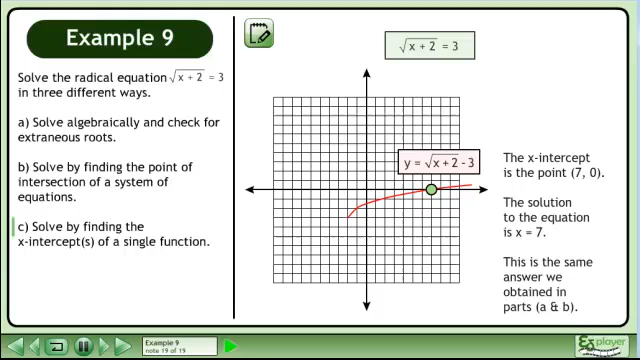 Example 9
√x + 2 = 3
Solve the radical equation √x + 2 = 3
in three different ways.
a) Solve algebraically and check for
extraneous roots.
b) Solve by finding the point of
intersection of a system of
equations.
c) Solve by finding the
x-intercept(s) of a single function.
y = √x + 2 - 3
The x-intercept
is the point (7, 0).
The solution
to the equation
is x = 7.
This is the same
answer we
obtained in
parts (a & b).
Example 9
note 19 of 19
player